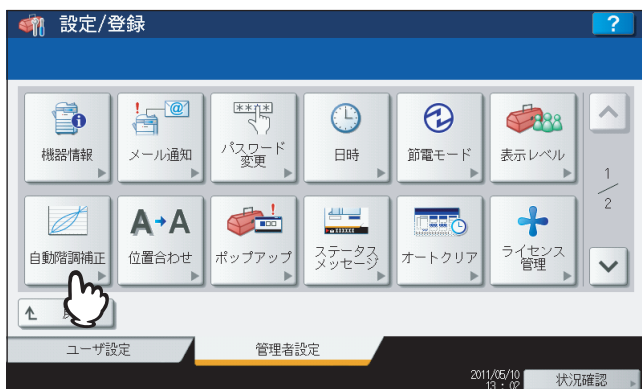 設定/登録
?
機器情報
メール通知
パスワード
変更
日時
節電モード
表示レベル
1
2
自動階調補正
位置合わせ
ポップアップ
ステータス
メッセージ
オートクリア
ライセンス
管理
ユーザ設定
管理者設定
2011/05/10
13 : 02
状況確認